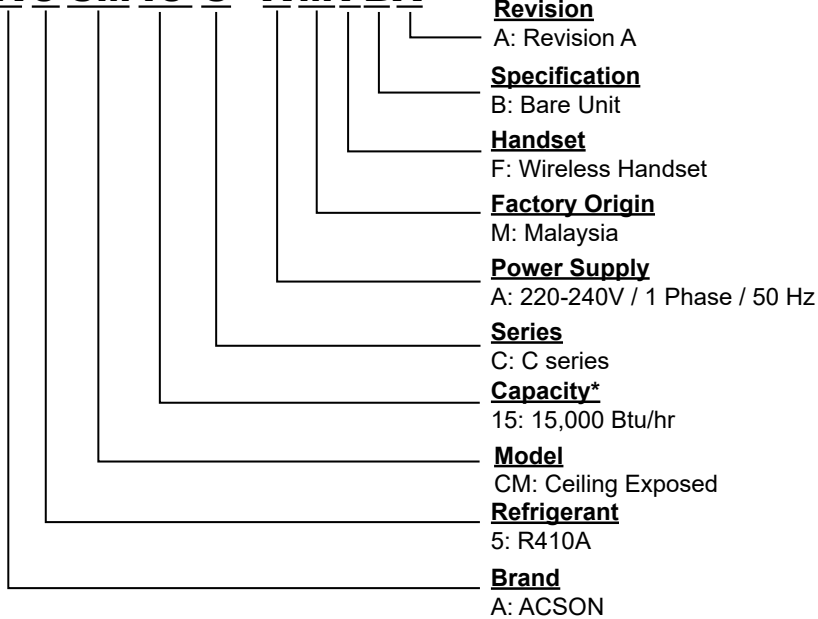 Revision
A: Revision A
Specification
B: Bare Unit
Handset
F: Wireless Handset
Factory Origin
M: Malaysia
Power Supply
A: 220-240V / 1 Phase / 50 Hz
Series
C: C series
Capacity*
15: 15,000 Btu/hr
Model
CM: Ceiling Exposed
Refrigerant
5: R410A
Brand
A: ACSON